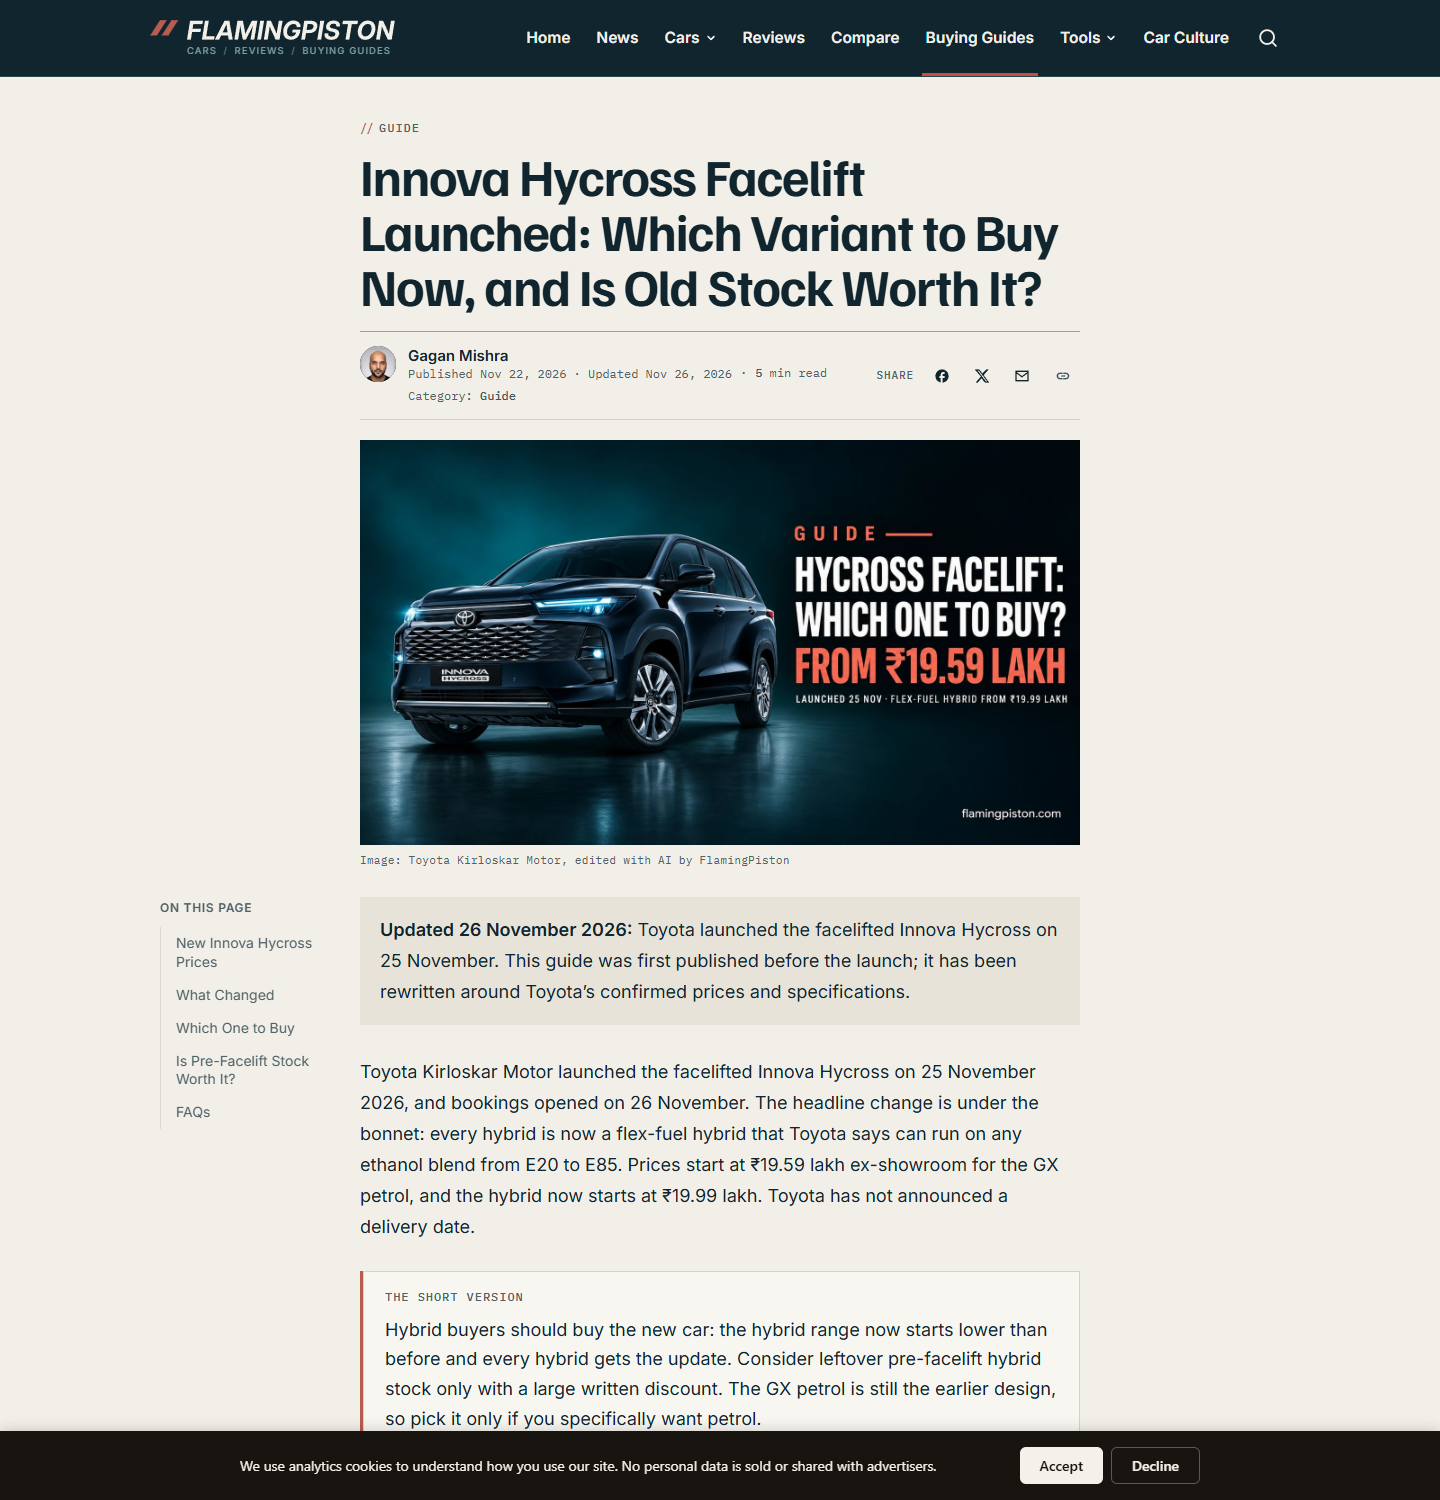 FLAMINGPISTON
CARS / REVIEWS / BUYING GUIDES
Home News Cars Reviews Compare Buying Guides Tools Car Culture
// GUIDE
Innova Hycross Facelift
Launched: Which Variant to Buy
Now, and Is Old Stock Worth It?
Gagan Mishra
Published Nov 22, 2026 · Updated Nov 26, 2026 · 5 min read
Category: Guide
SHARE
GUIDE
HYCROSS FACELIFT:
WHICH ONE TO BUY?
FROM ₹19.59 LAKH
LAUNCHED 25 NOV · FLEX-FUEL HYBRID FROM ₹19.99 LAKH
INNOVA
HYCROSS
flamingpiston.com
Image: Toyota Kirloskar Motor, edited with AI by FlamingPiston
ON THIS PAGE
New Innova Hycross
Prices
What Changed
Which One to Buy
Is Pre-Facelift Stock
Worth It?
FAQs
Updated 26 November 2026: Toyota launched the facelifted Innova Hycross on
25 November. This guide was first published before the launch; it has been
rewritten around Toyota’s confirmed prices and specifications.
Toyota Kirloskar Motor launched the facelifted Innova Hycross on 25 November
2026, and bookings opened on 26 November. The headline change is under the
bonnet: every hybrid is now a flex-fuel hybrid that Toyota says can run on any
ethanol blend from E20 to E85. Prices start at ₹19.59 lakh ex-showroom for the GX
petrol, and the hybrid now starts at ₹19.99 lakh. Toyota has not announced a
delivery date.
THE SHORT VERSION
Hybrid buyers should buy the new car: the hybrid range now starts lower than
before and every hybrid gets the update. Consider leftover pre-facelift hybrid
stock only with a large written discount. The GX petrol is still the earlier design,
so pick it only if you specifically want petrol.
We use analytics cookies to understand how you use our site. No personal data is sold or shared with advertisers.
Accept
Decline